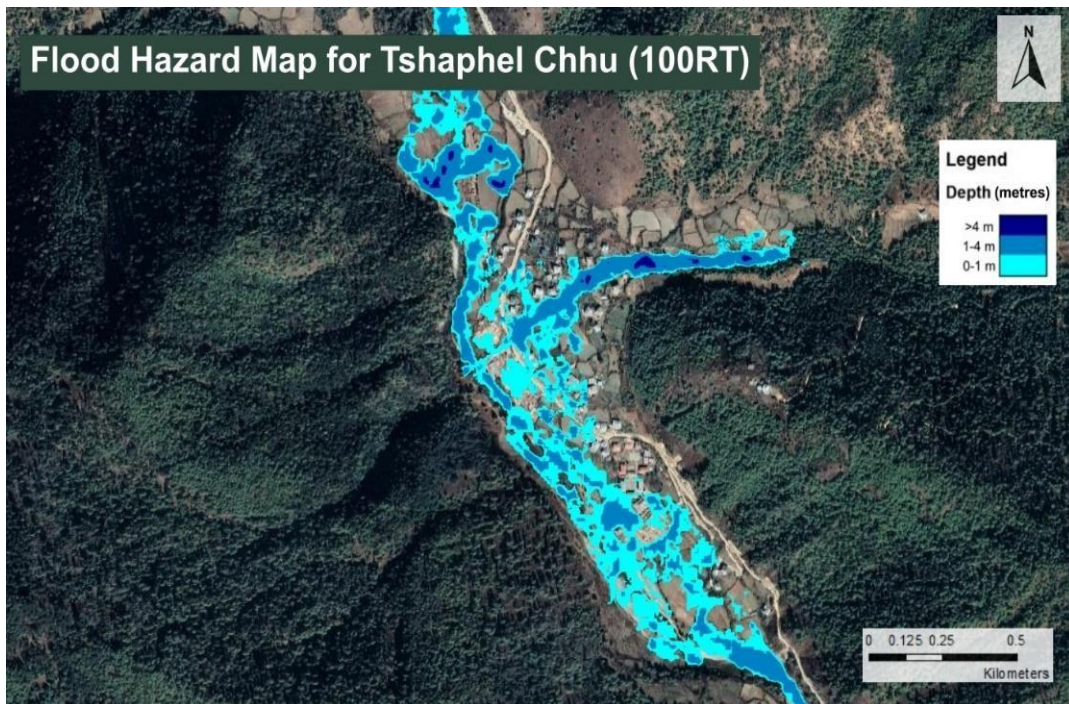 Flood Hazard Map for Tshaphel Chhu (100RT)
N
Legend
Depth (metres)
>4 m
1-4 m
0-1 m
0 0.125 0.25 0.5
Kilometers